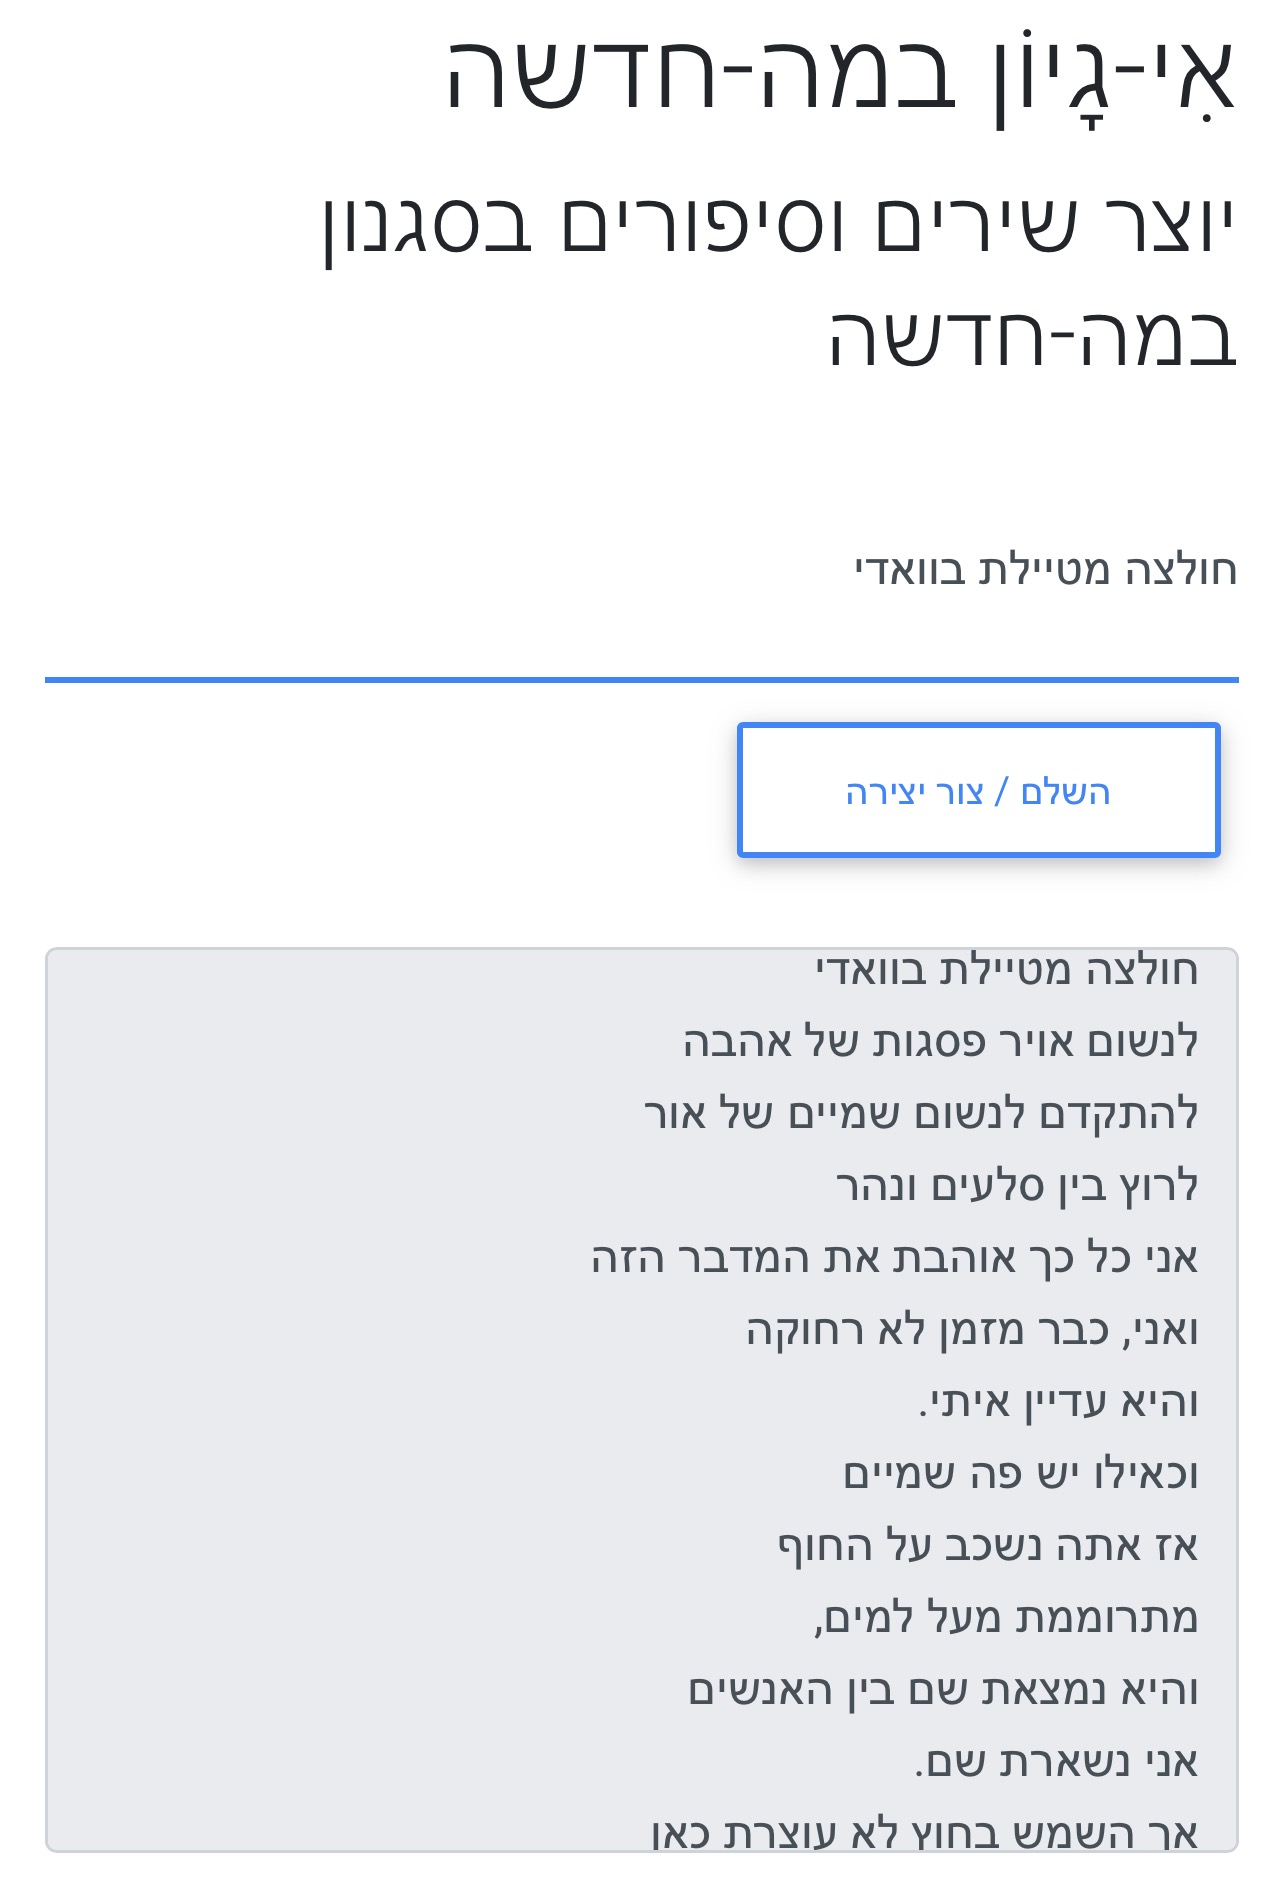 אִי-גָיוֹן במה-חדשה
יוצר שירים וסיפורים בסגנון
במה-חדשה
חולצה מטיילת בוואדי
השלם / צור יצירה
חולצה מטיילת בוואדי
לנשום אויר פסגות של אהבה
להתקדם לנשום שמיים של אור
לרוץ בין סלעים ונהר
אני כל כך אוהבת את המדבר הזה
ואני, כבר מזמן לא רחוקה
והיא עדיין איתי.
וכאילו יש פה שמיים
אז אתה נשכב על החוף
מתרוממת מעל למים,
והיא נמצאת שם בין האנשים
אני נשארת שם.
אך השמש בחוץ לא עוצרת כאן